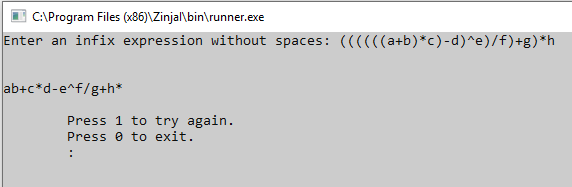 C:\Program Files (x86)\Zinjal\bin\runner.exe
Enter an infix expression without spaces: ((((((a+b)*c)-d)^e)/f)+g)*h
ab+c*d-e^f/g+h*
Press 1 to try again.
Press 0 to exit.
: